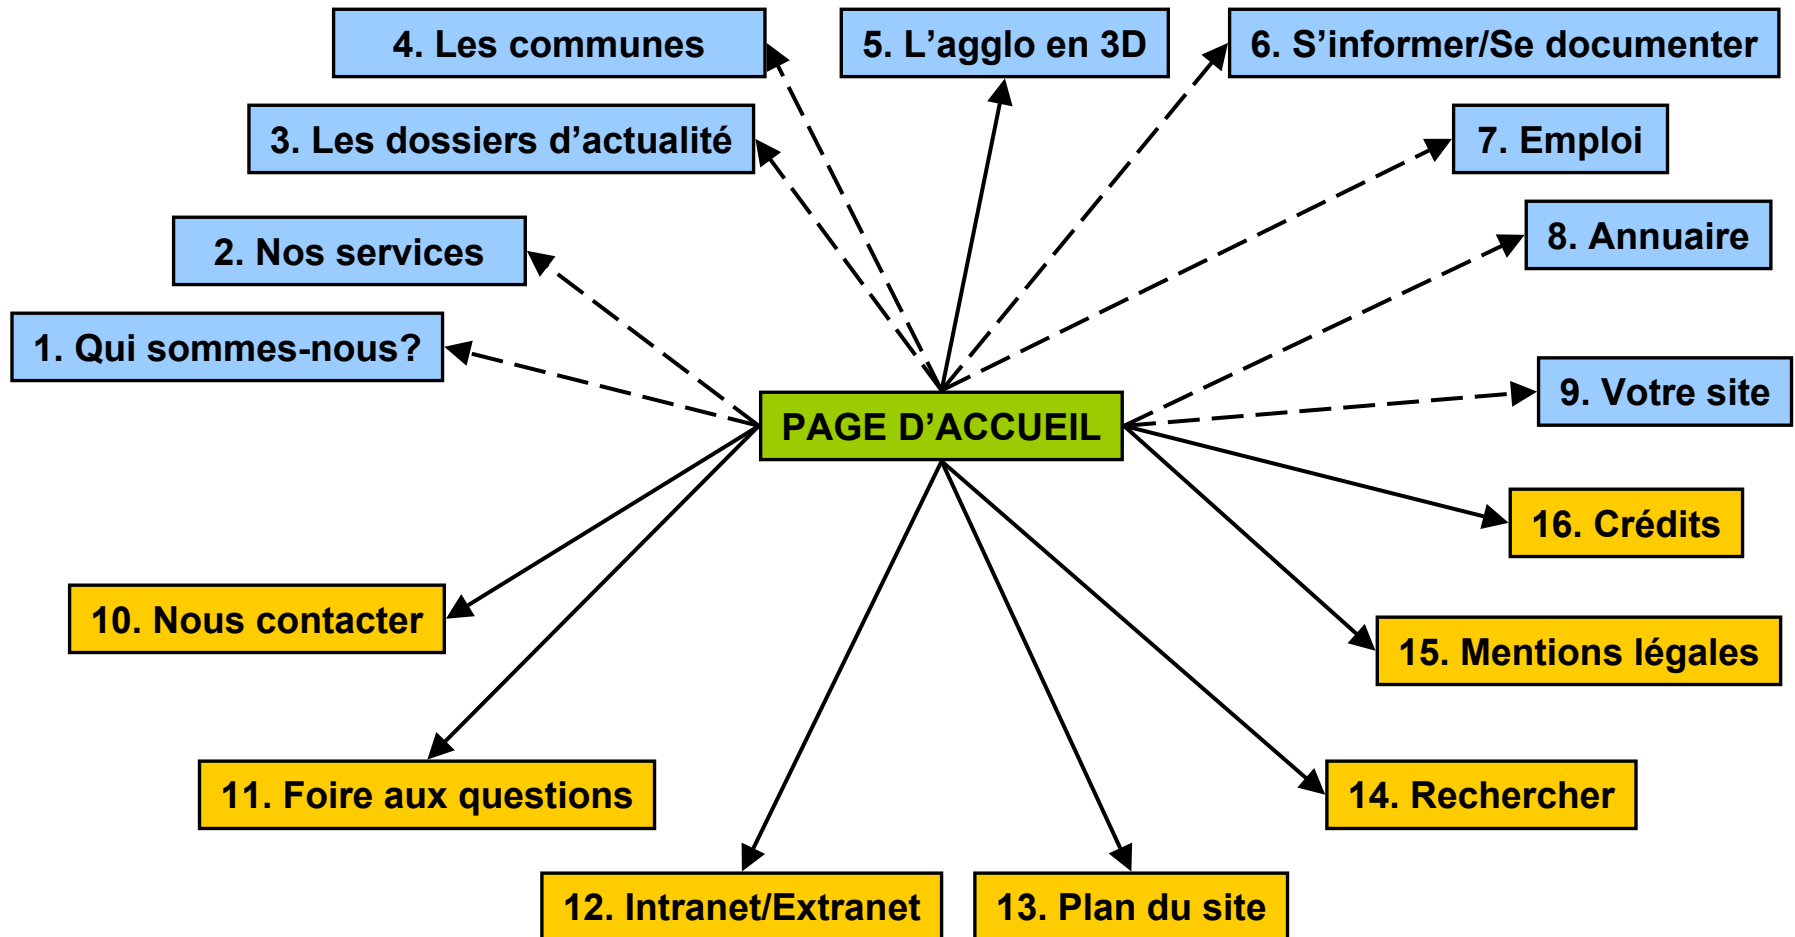 4. Les communes
5. L’agglo en 3D
6. S’informer/Se documenter
3. Les dossiers d’actualité
7. Emploi
2. Nos services
8. Annuaire
1. Qui sommes-nous?
9. Votre site
PAGE D’ACCUEIL
16. Crédits
10. Nous contacter
15. Mentions légales
11. Foire aux questions
14. Rechercher
12. Intranet/Extranet
13. Plan du site